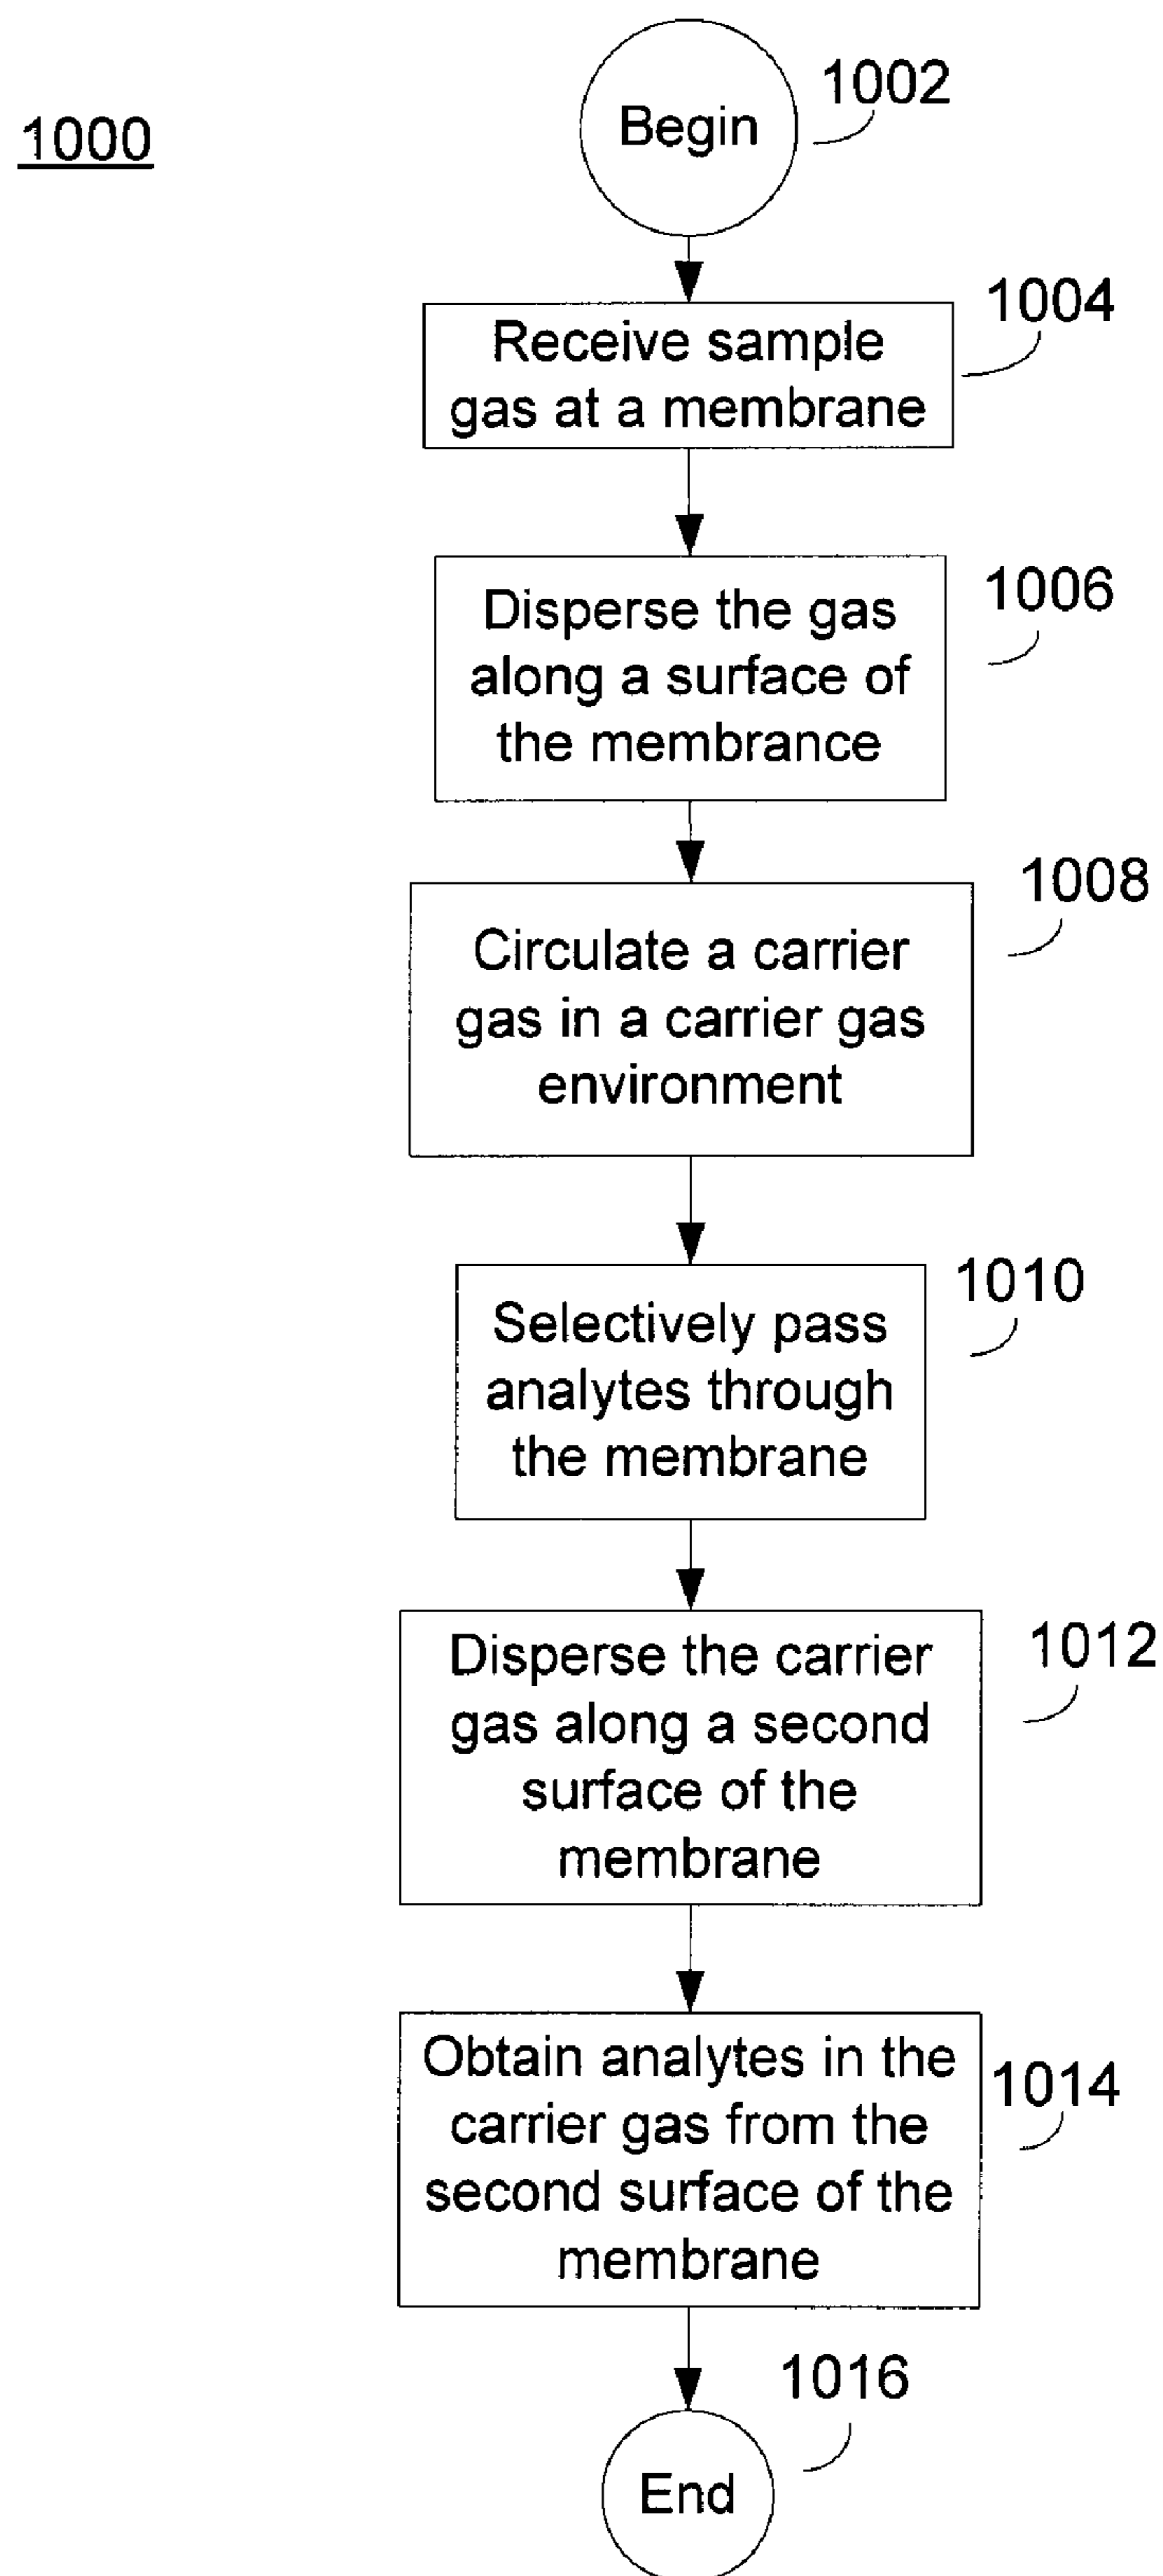 1000
Begin
1002
Receive sample
gas at a membrane
1004
Disperse the gas
along a surface of
the membrance
1006
Circulate a carrier
gas in a carrier gas
environment
1008
Selectively pass
analytes through
the membrane
1010
Disperse the carrier
gas along a second
surface of the
membrane
1012
Obtain analytes in the
carrier gas from the
second surface of the
membrane
1014
End
1016